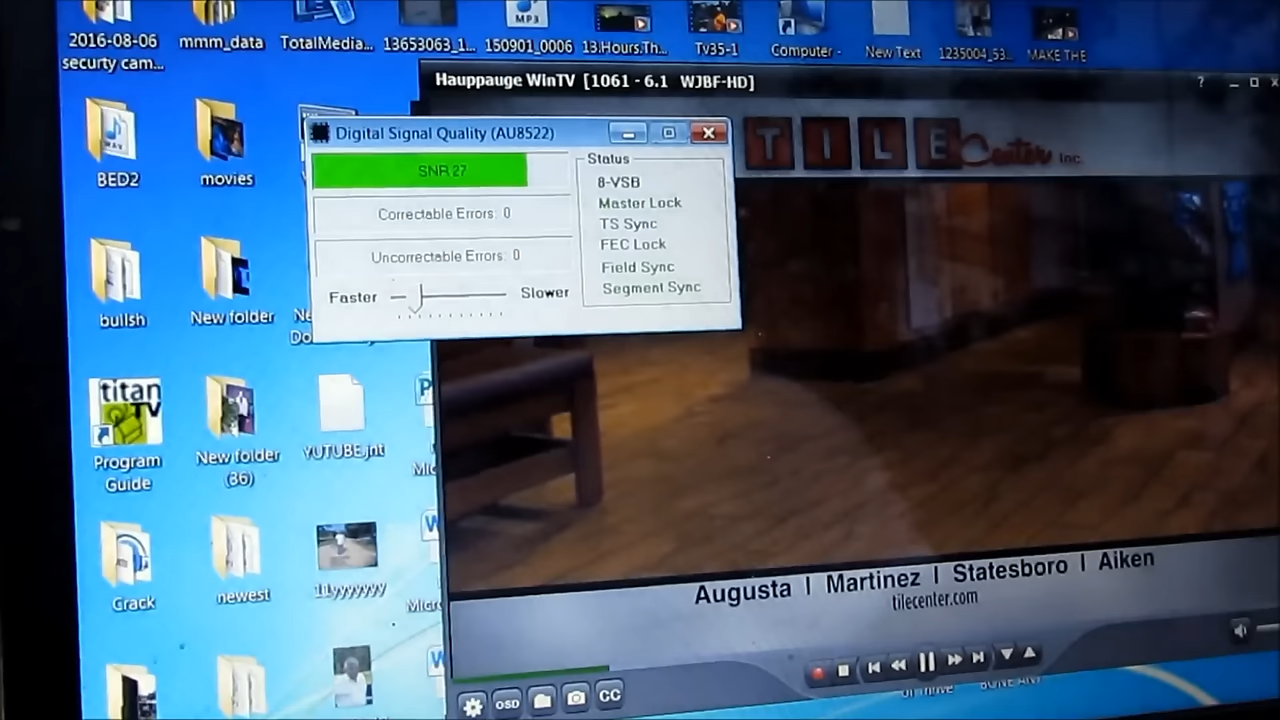 2016-08-06
securty cam...
mmm_data
TotalMedia...
13653063_1...
MP3
150901_0006
13.Hours.Th...
Tv35-1
Computer -
New Text
1235004_53...
MAKE THE
Hauppauge WinTV [1061 - 6.1 WJBF-HD]
TILE Center Inc.
Digital Signal Quality (AU8522)
SNR 27
Correctable Errors: 0
Uncorrectable Errors: 0
Faster
Slower
Status
8-VSB
Master Lock
TS Sync
FEC Lock
Field Sync
Segment Sync
WAV
BED2
movies
bullsh
New folder
titan
TV
Program
Guide
New folder
(36)
YUTUBE.jnt
Crack
newest
11yyyyyyy
Augusta | Martinez | Statesboro | Aiken
tilecenter.com
OSD
CC